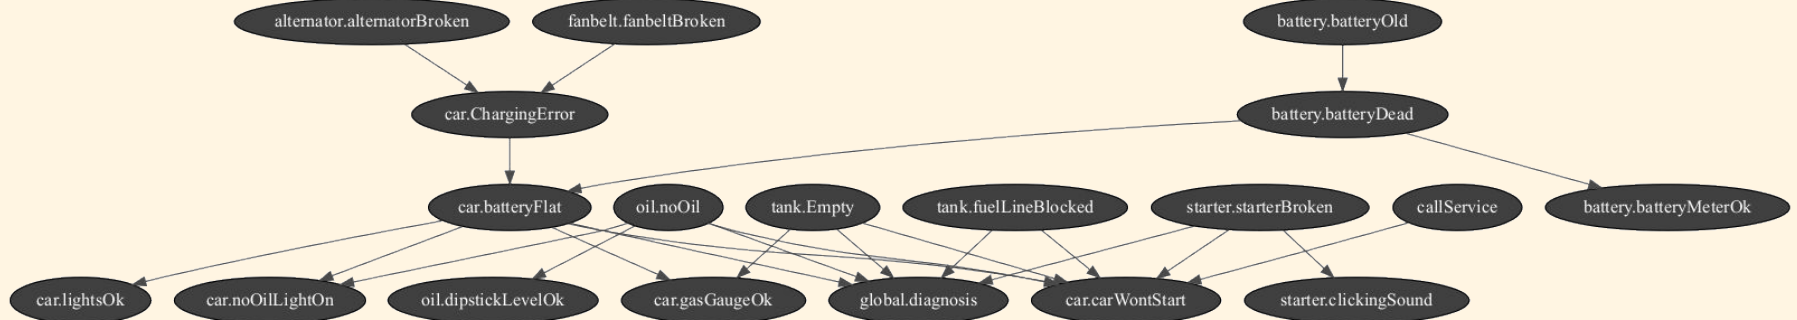 alternator.alternatorBroken
fanbelt.fanbeltBroken
battery.batteryOld
car.ChargingError
battery.batteryDead
car.batteryFlat
oil.noOil
tank.Empty
tank.fuelLineBlocked
starter.starterBroken
callService
battery.batteryMeterOk
car.lightsOk
car.noOilLightOn
oil.dipstickLevelOk
car.gasGaugeOk
global.diagnosis
car.carWontStart
starter.clickingSound